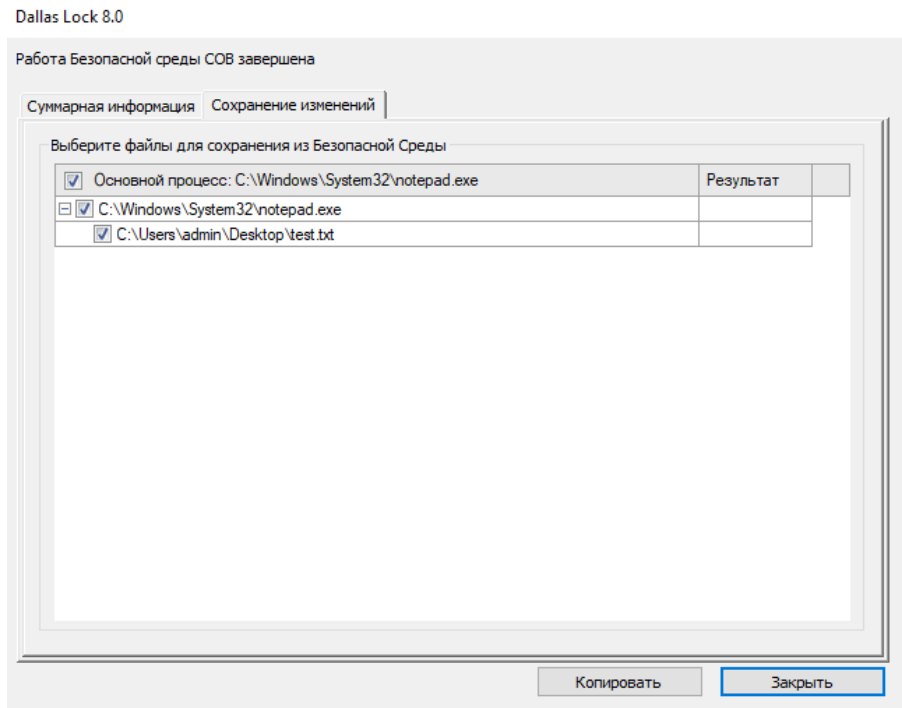 Dallas Lock 8.0
Работа Безопасной среды СОВ завершена
Суммарная информация Сохранение изменений
Выберите файлы для сохранения из Безопасной Среды
Основной процесс: C:\Windows\System32\notepad.exe Результат
C:\Windows\System32\notepad.exe
C:\Users\admin\Desktop\test.txt
Копировать Закрыть